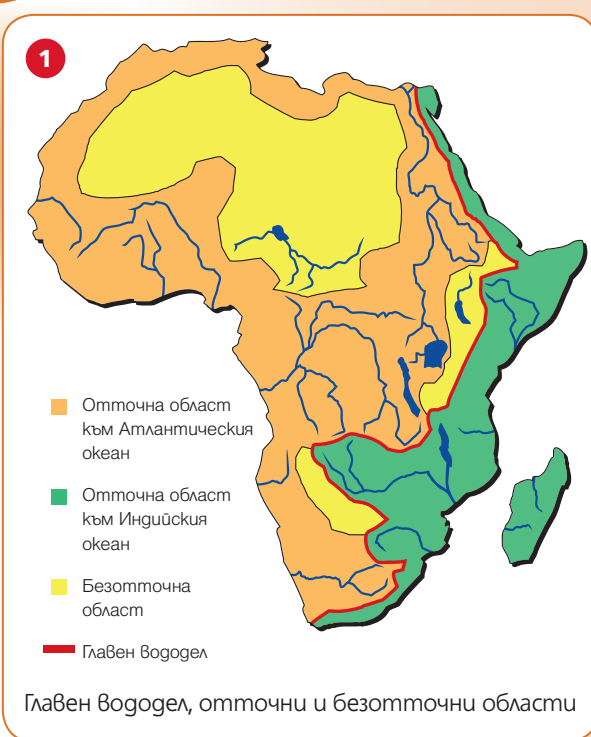 1
Отточна област
към Атлантическия
океан
Отточна област
към Индийския
океан
Безотточна
област
Главен вододел
Главен вододел, отточни и безотточни области